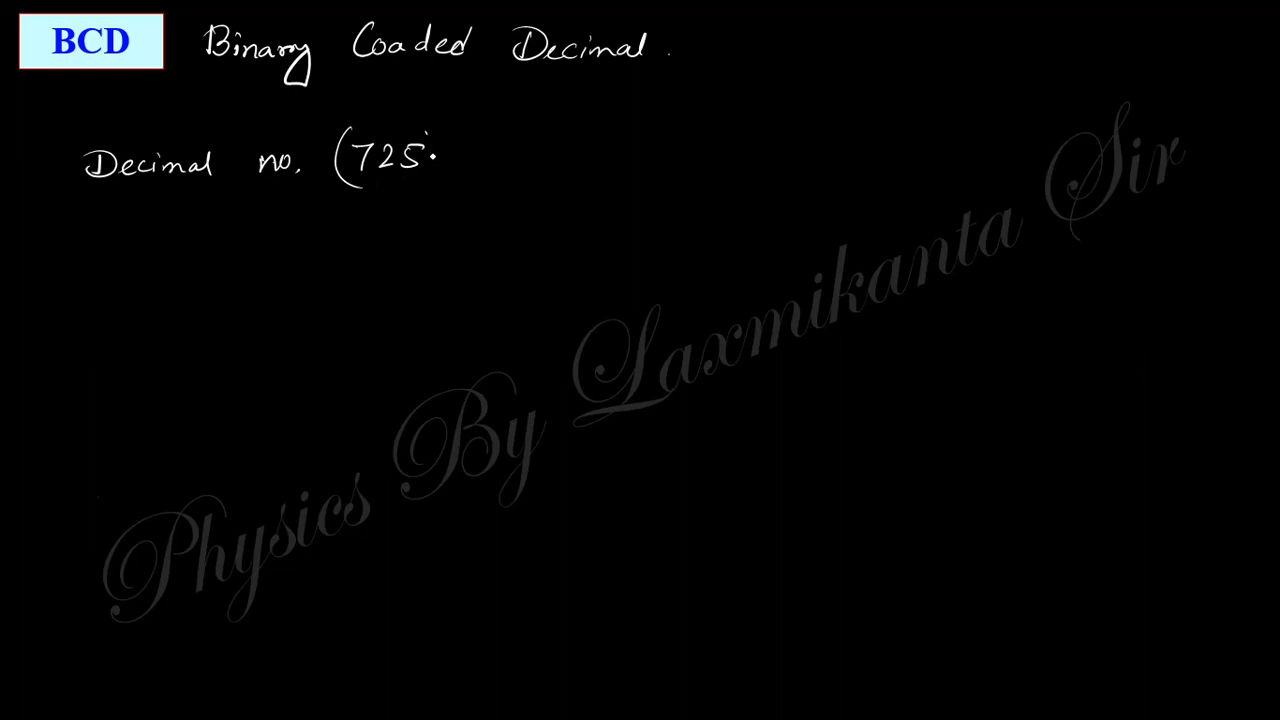 BCD Binary Coaded Decimal.
Decimal no. (725.
Physics By Laxmikanta Sir